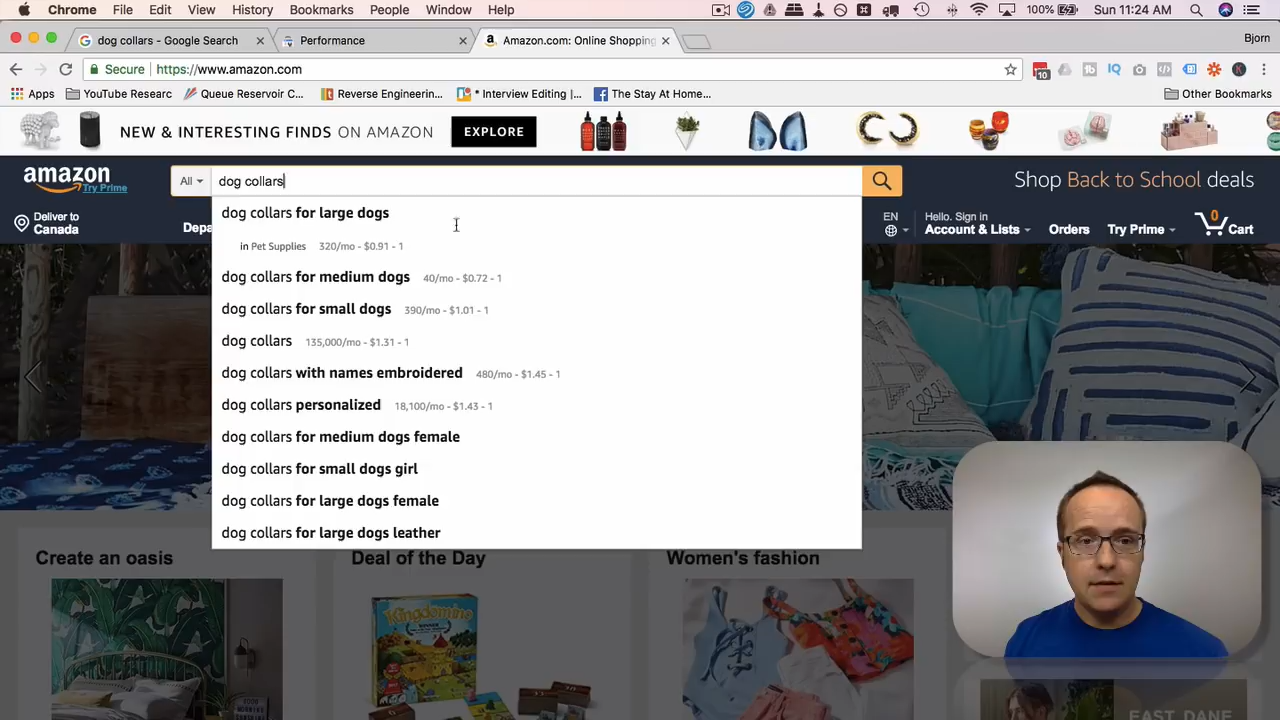 Chrome File Edit View History Bookmarks People Window Help 100% Sun 11:24 AM
dog collars - Google Search Performance Amazon.com: Online Shopping Bjorn
Secure https://www.amazon.com 10
Apps YouTube Researc Queue Reservoir C... Reverse Engineerin... * Interview Editing |... The Stay At Home... Other Bookmarks
NEW & INTERESTING FINDS ON AMAZON EXPLORE
amazon Try Prime All dog collars Shop Back to School deals
Deliver to Canada Depa EN Hello. Sign in Account & Lists Orders Try Prime 0 Cart
dog collars for large dogs
in Pet Supplies 320/mo - $0.91 - 1
dog collars for medium dogs 40/mo - $0.72 - 1
dog collars for small dogs 390/mo - $1.01 - 1
dog collars 135,000/mo - $1.31 - 1
dog collars with names embroidered 480/mo - $1.45 - 1
dog collars personalized 18,100/mo - $1.43 - 1
dog collars for medium dogs female
dog collars for small dogs girl
dog collars for large dogs female
dog collars for large dogs leather
Create an oasis Deal of the Day Women's fashion
Kingdomino
EAST DANE